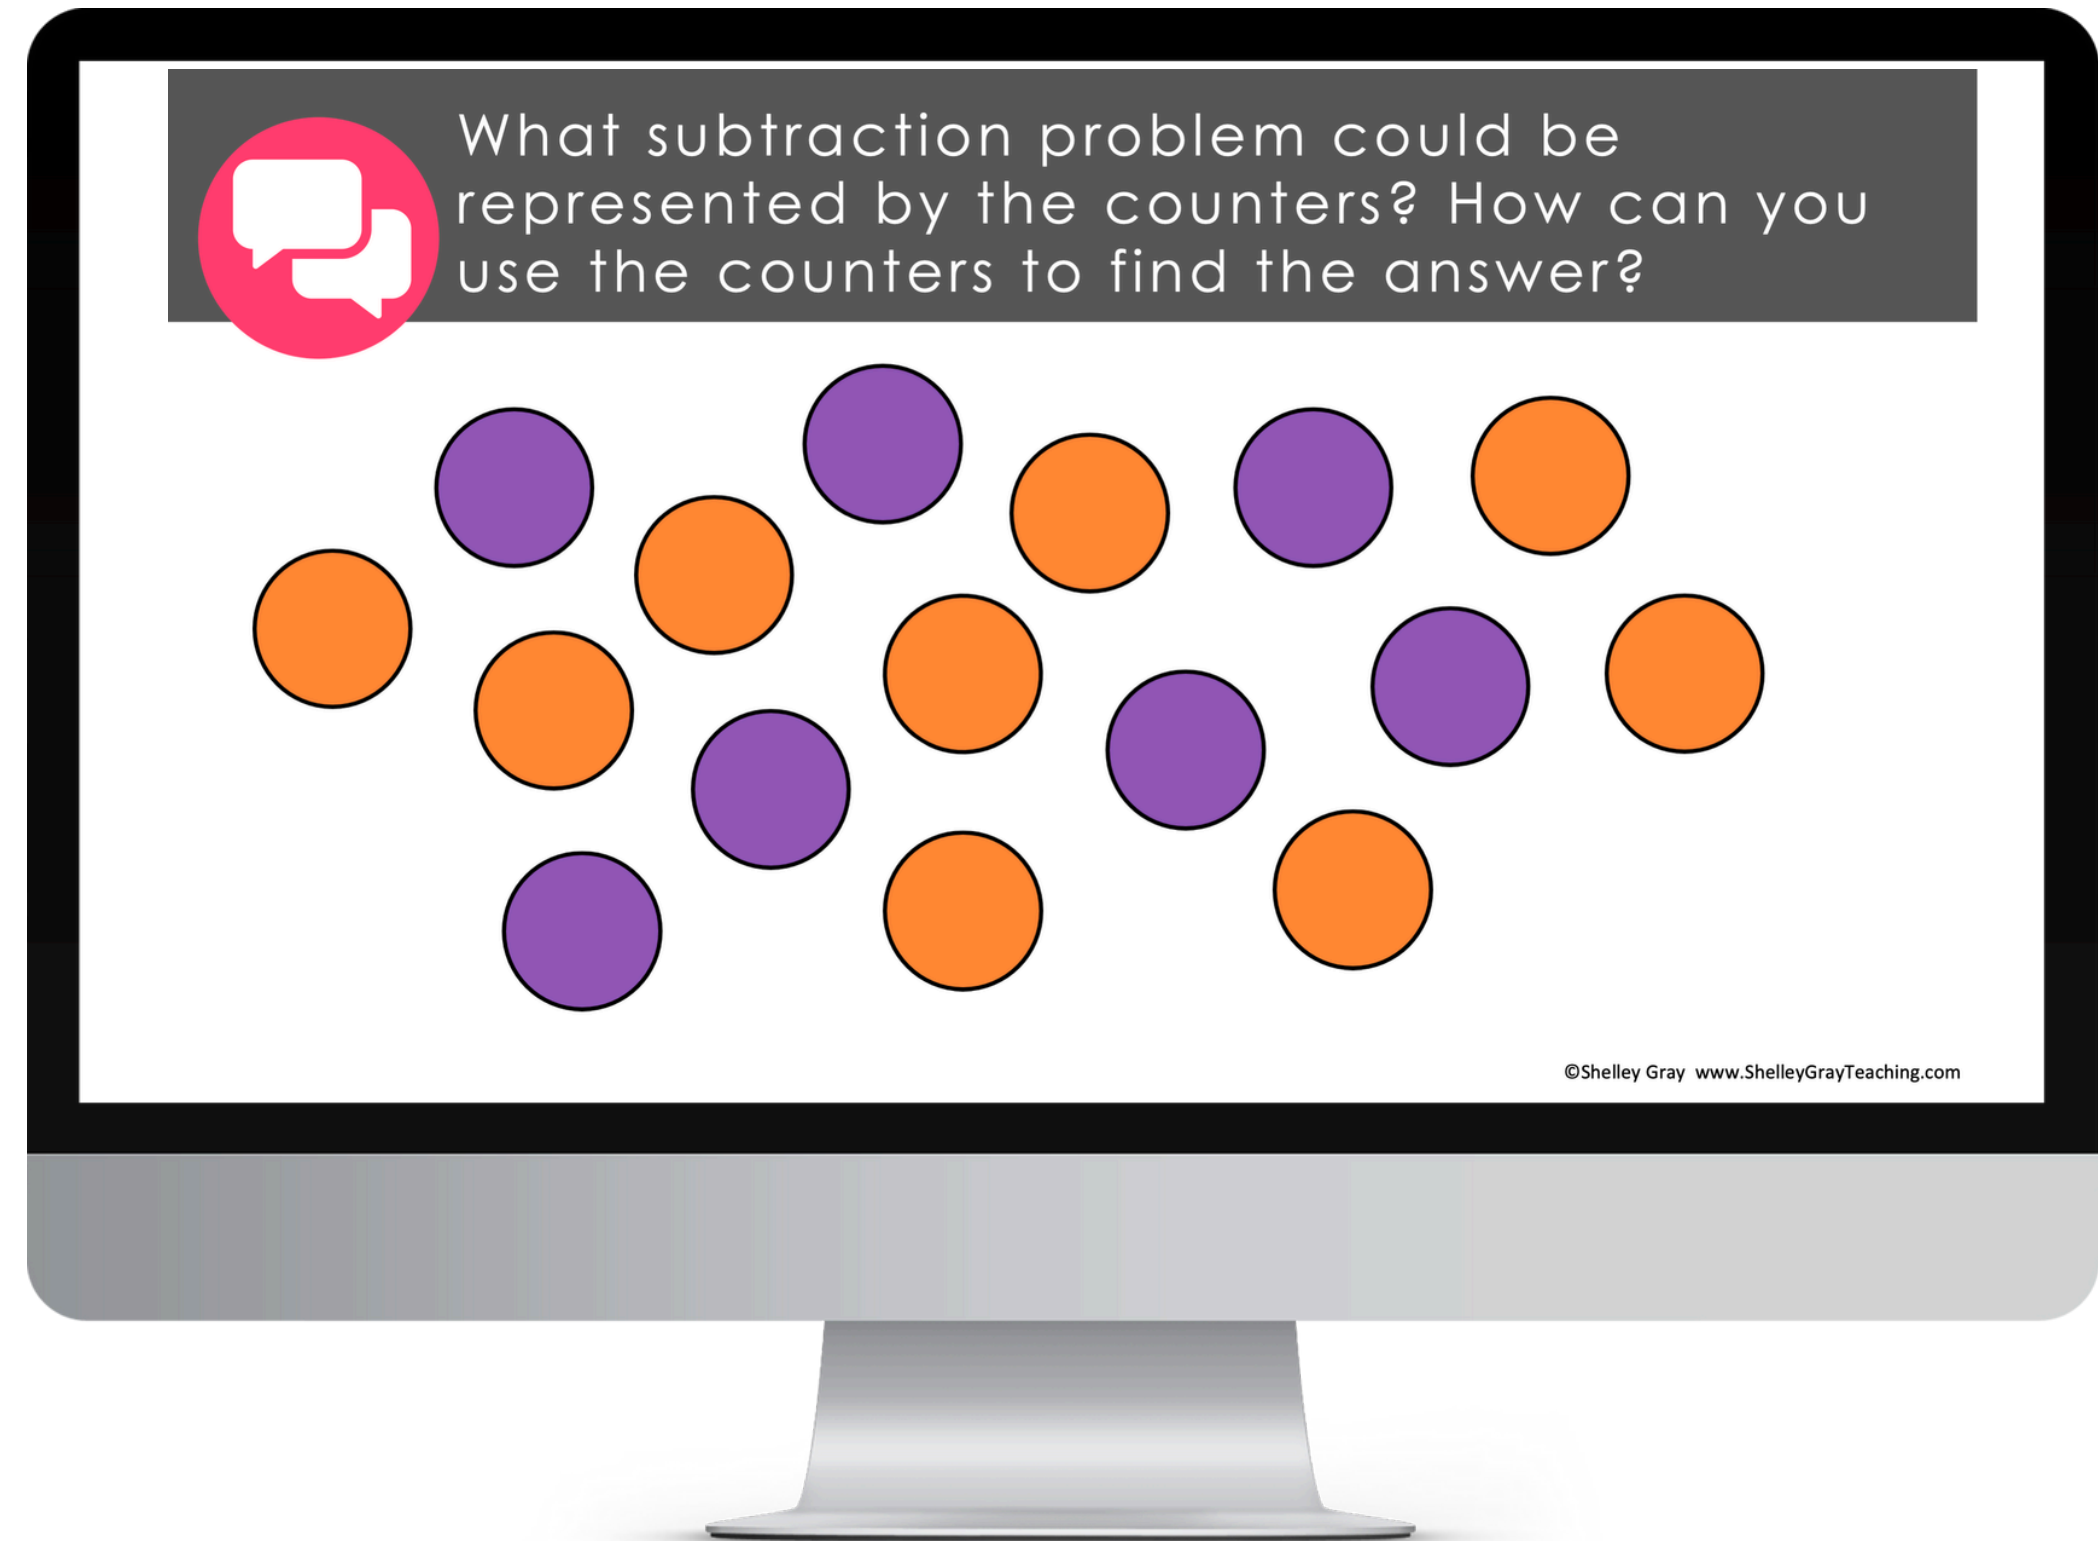 What subtraction problem could be
represented by the counters? How can you
use the counters to find the answer?
©Shelley Gray  www.ShelleyGrayTeaching.com